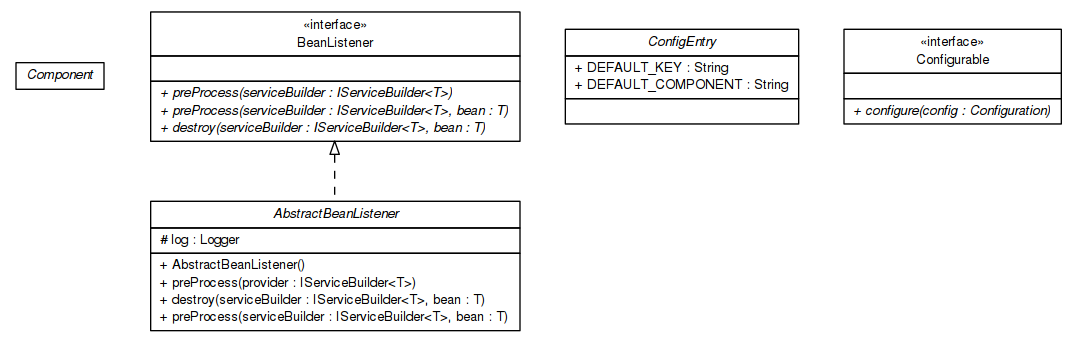 Component
«interface»
BeanListener
+ preProcess(serviceBuilder : IServiceBuilder<T>)
+ preProcess(serviceBuilder : IServiceBuilder<T>, bean : T)
+ destroy(serviceBuilder : IServiceBuilder<T>, bean : T)
AbstractBeanListener
# log : Logger
+ AbstractBeanListener()
+ preProcess(provider : IServiceBuilder<T>)
+ destroy(serviceBuilder : IServiceBuilder<T>, bean : T)
+ preProcess(serviceBuilder : IServiceBuilder<T>, bean : T)
ConfigEntry
+ DEFAULT_KEY : String
+ DEFAULT_COMPONENT : String
«interface»
Configurable
+ configure(config : Configuration)